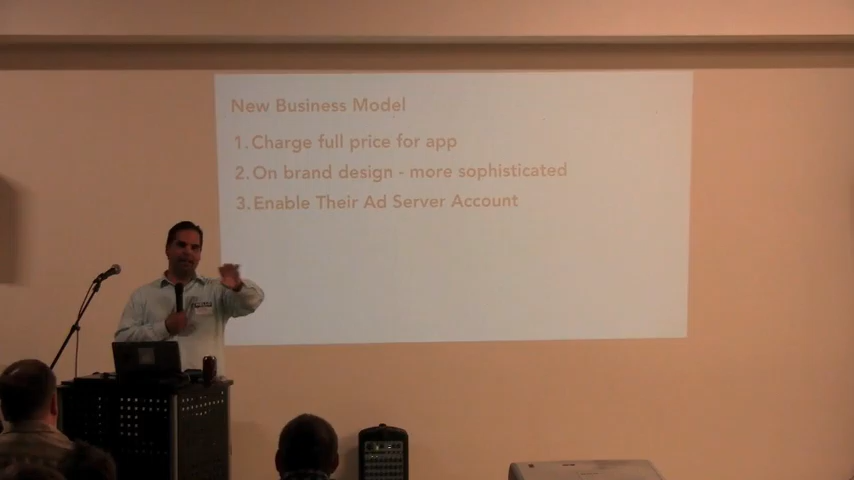 New Business Model
1. Charge full price for app
2. On brand design - more sophisticated
3. Enable Their Ad Server Account